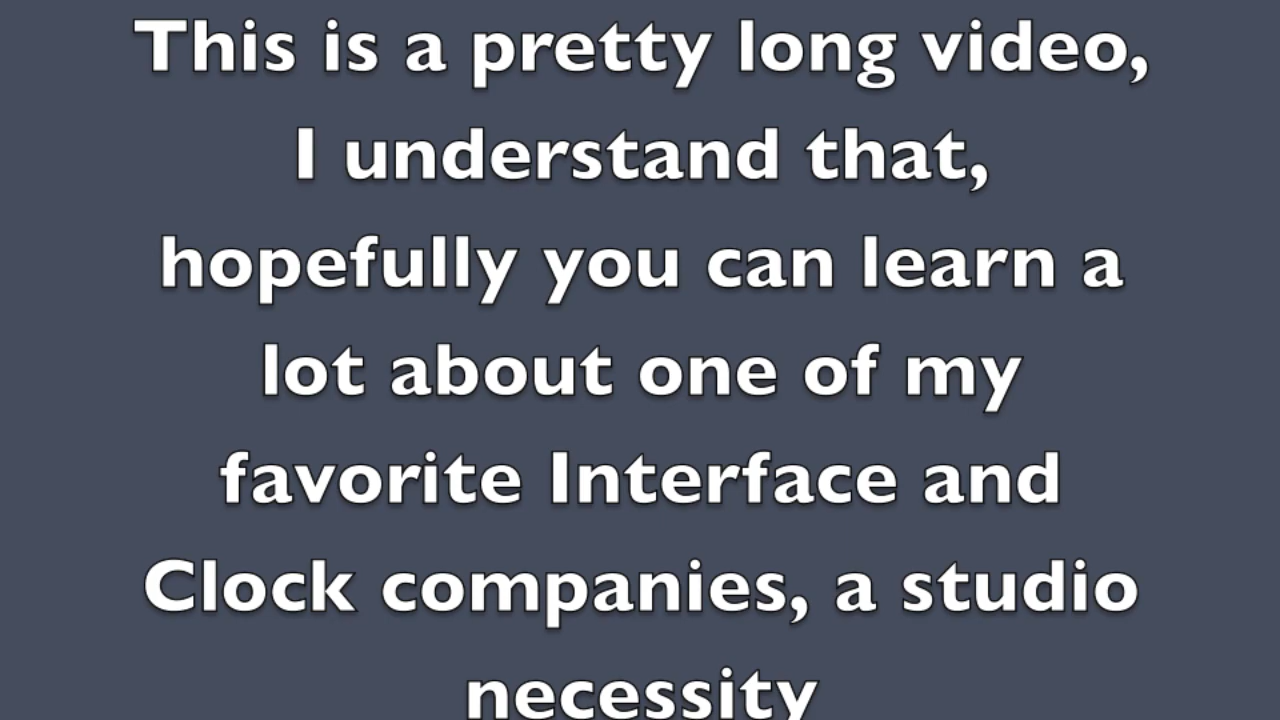 This is a pretty long video,
I understand that,
hopefully you can learn a
lot about one of my
favorite Interface and
Clock companies, a studio
necessity